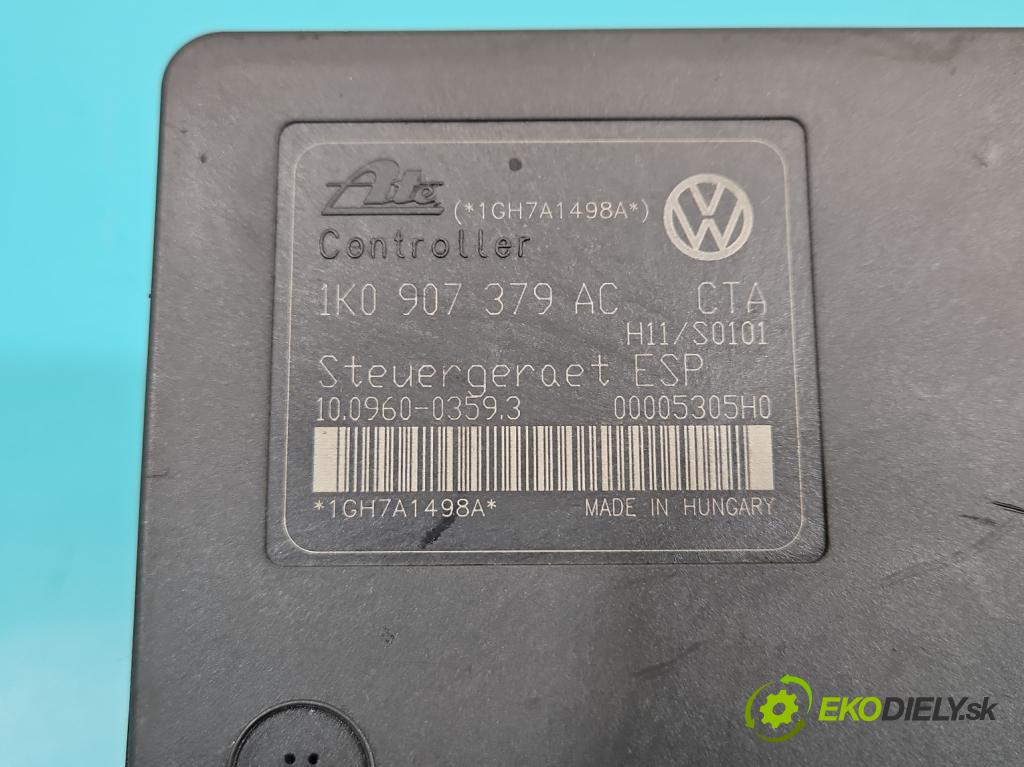 Ate (*1GH7A1498A*)
Controller
1K0 907 379 AC CTA
H11/S0101
Steuergeraet ESP
10.0960-0359.3 00005305H0
*1GH7A1498A* MADE IN HUNGARY
EKODIELY.sk